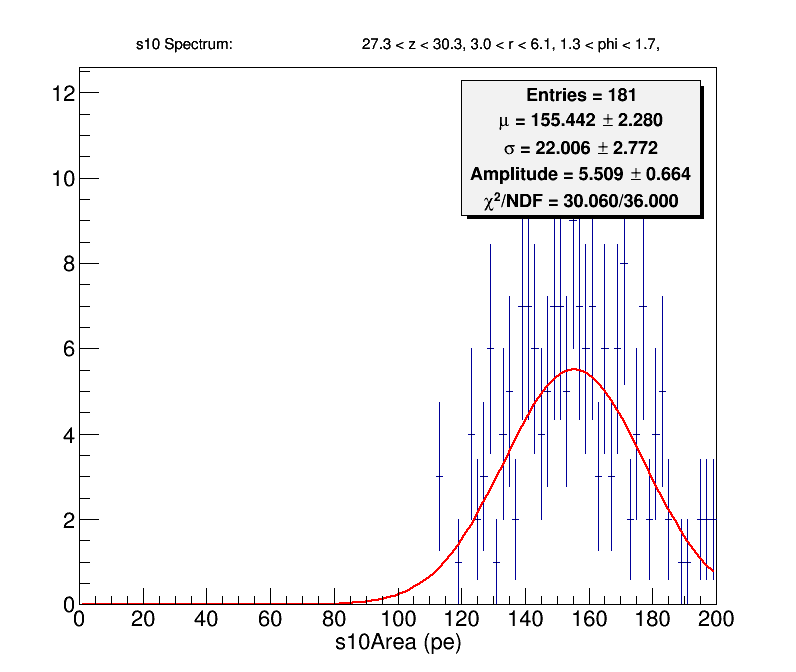 s10 Spectrum: 27.3 < z < 30.3, 3.0 < r < 6.1, 1.3 < phi < 1.7,
Entries = 181
μ = 155.442 ± 2.280
σ = 22.006 ± 2.772
Amplitude = 5.509 ± 0.664
χ²/NDF = 30.060/36.000
12
10
8
6
4
2
0
0 20 40 60 80 100 120 140 160 180 200
s10Area (pe)